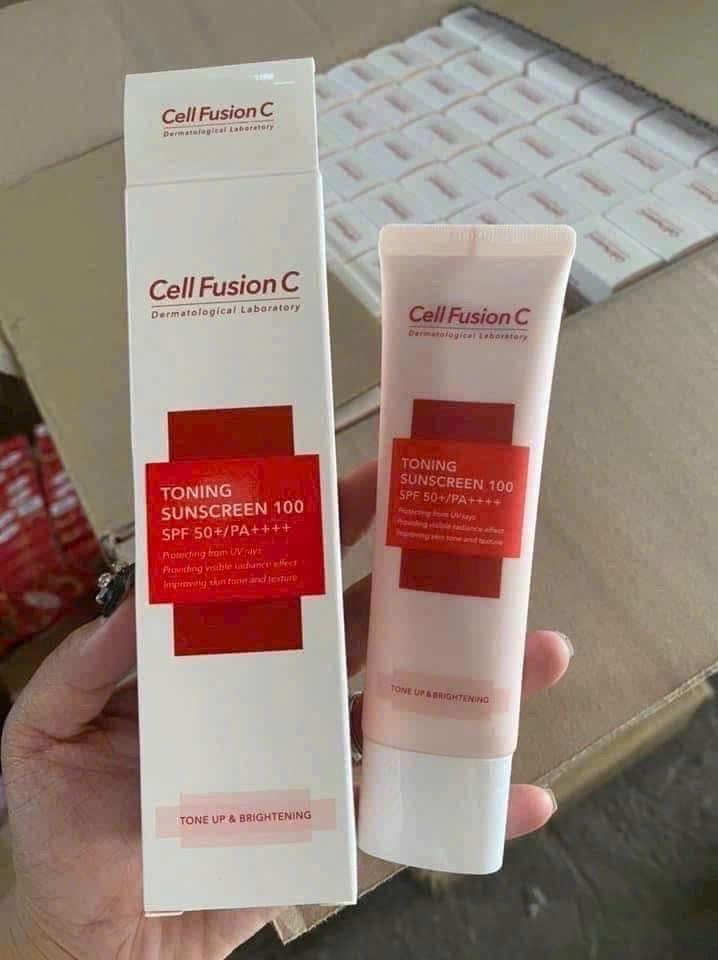 Cell Fusion C
Dermatological Laboratory
Cell Fusion C
Dermatological Laboratory
TONING
SUNSCREEN 100
SPF 50+/PA++++
Protecting from UV rays
Providing visible radiance effect
Improving skin tone and texture
TONE UP & BRIGHTENING
Cell Fusion C
Dermatological Laboratory
TONING
SUNSCREEN 100
SPF 50+/PA++++
Protecting from UV rays
Providing visible radiance effect
Improving skin tone and texture
TONE UP & BRIGHTENING